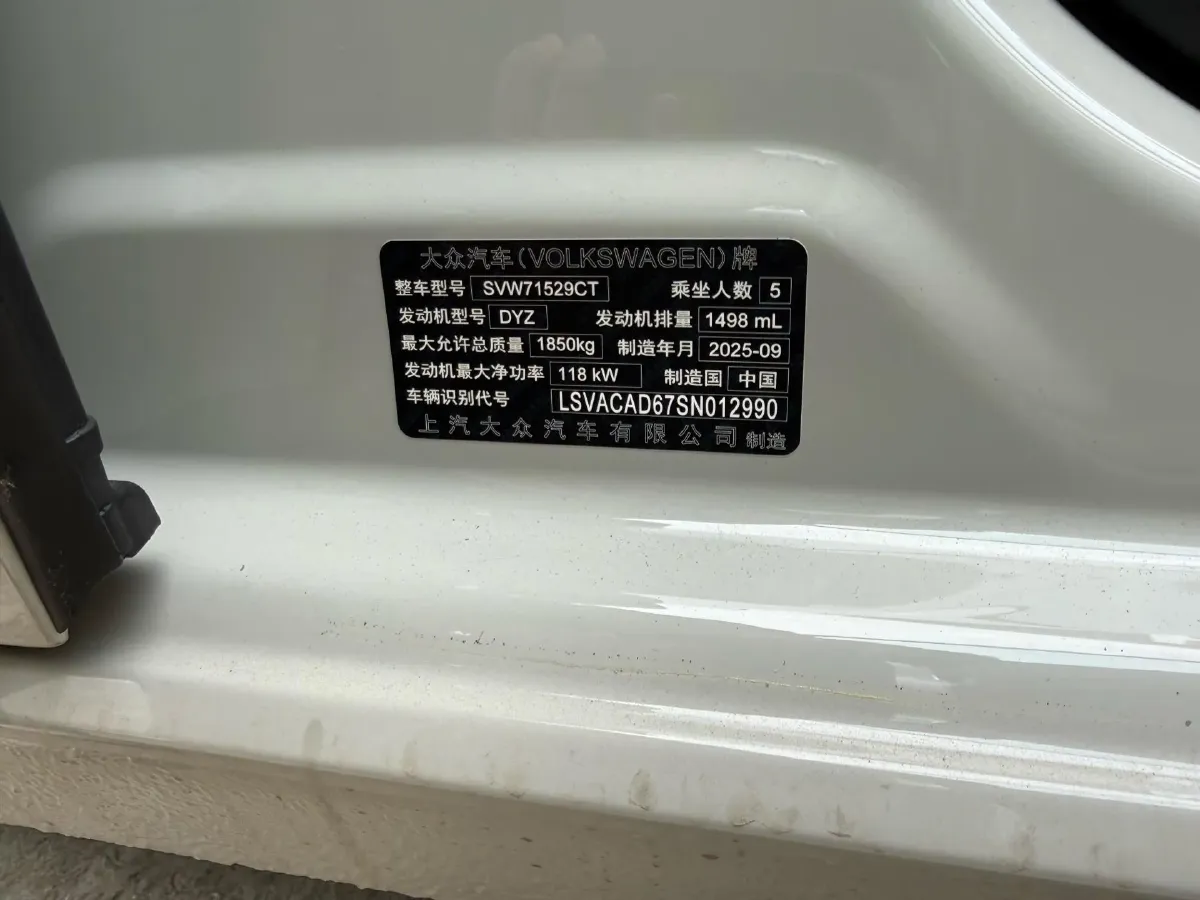 大众汽车(VOLKSWAGEN)牌
整车型号 SVW71529CT 乘坐人数 5
发动机型号 DYZ 发动机排量 1498 mL
最大允许总质量 1850kg 制造年月 2025-09
发动机最大净功率 118 kW 制造国 中国
车辆识别代号 LSVACAD67SN012990
上汽大众汽车有限公司 制造